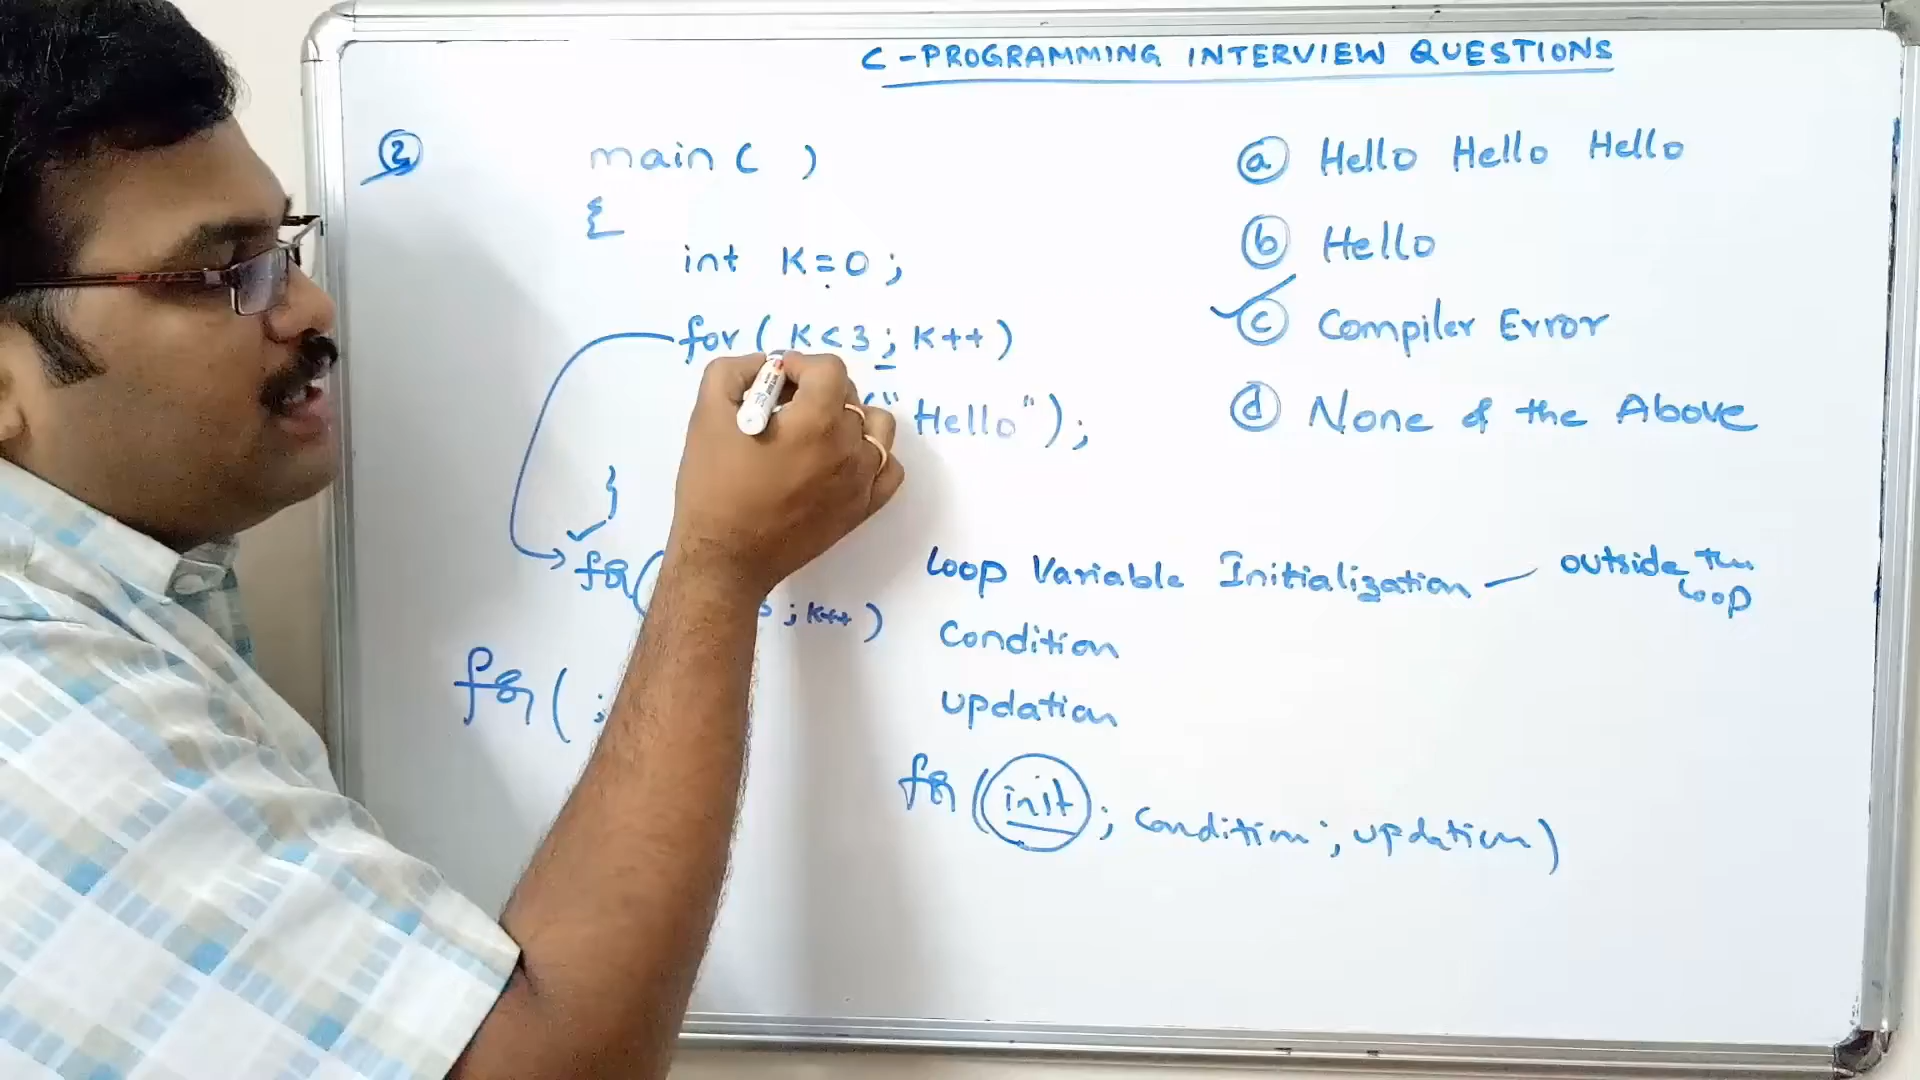 C-PROGRAMMING INTERVIEW QUESTIONS
2
main ( )
{
int K=0;
for ( K<3; K++)
("Hello");
}
a Hello Hello Hello
b Hello
c Compiler Error
d None of the Above
for(
; K++ )
for ( ;
Loop Variable Initialization — outside the loop
Condition
updation
for ( init ; condition ; updation )